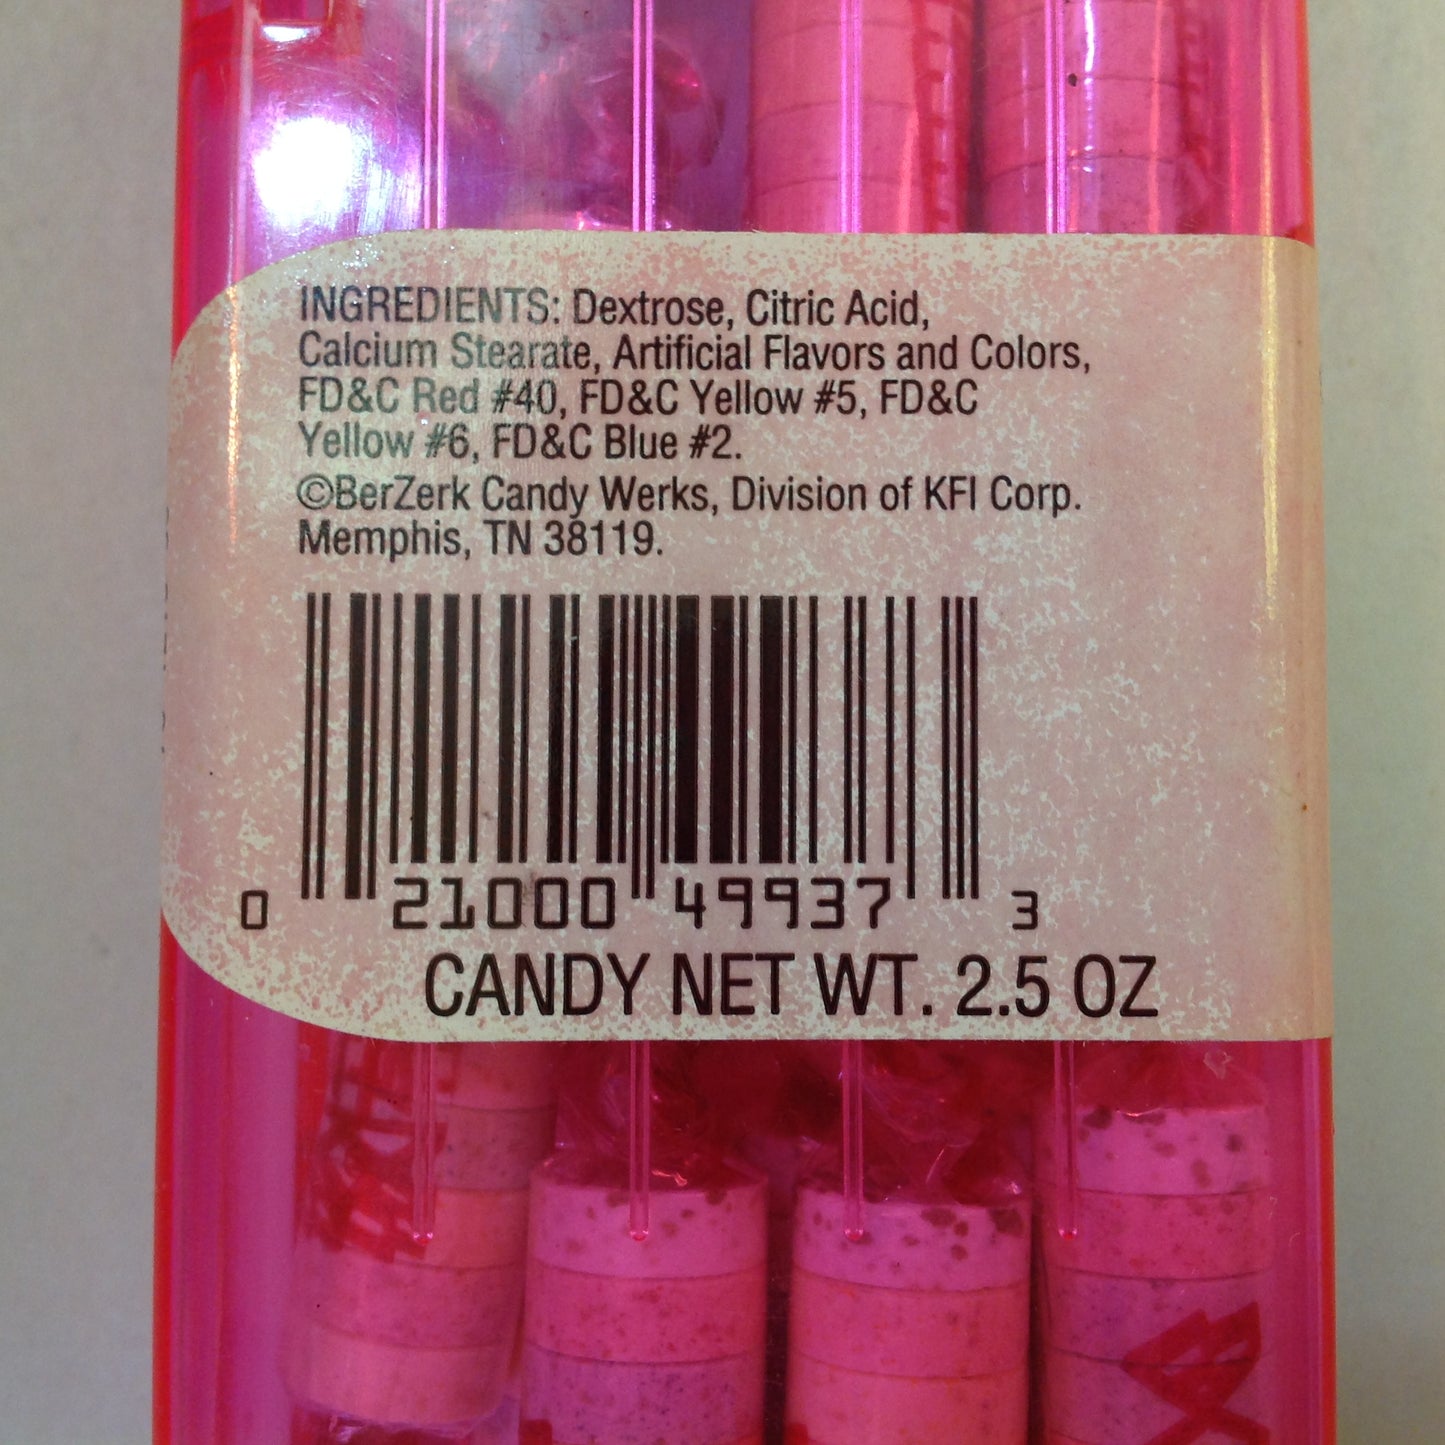 INGREDIENTS: Dextrose, Citric Acid,
Calcium Stearate, Artificial Flavors and Colors,
FD&C Red #40, FD&C Yellow #5, FD&C
Yellow #6, FD&C Blue #2.
©BerZerk Candy Werks, Division of KFI Corp.
Memphis, TN 38119.
0 21000 49937 3
CANDY NET WT. 2.5 OZ